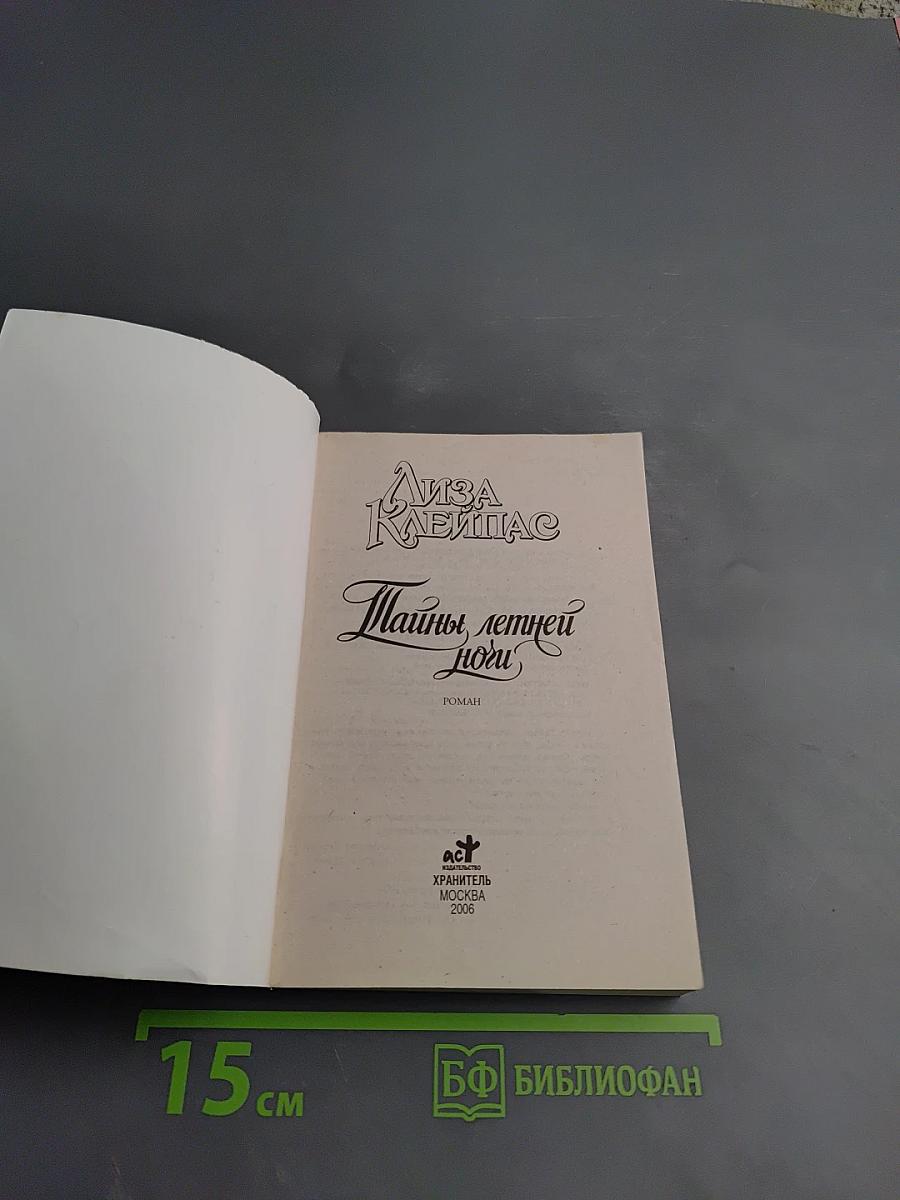 ЛИЗА
КЛЕЙПАС
Тайны летней
ночи
РОМАН
аст
ИЗДАТЕЛЬСТВО
ХРАНИТЕЛЬ
МОСКВА
2006
15 см
БФ БИБЛИОФАН